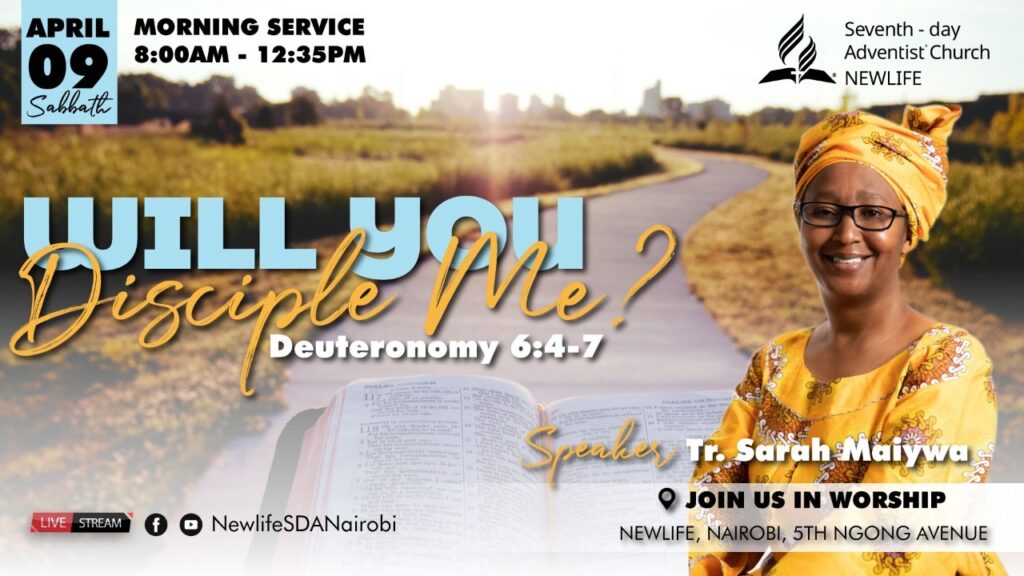 APRIL
09
Sabbath
MORNING SERVICE
8:00AM - 12:35PM
Seventh - day
Adventist® Church
NEWLIFE
WILL YOU
Disciple Me?
Deuteronomy 6:4-7
Speaker Tr. Sarah Maiywa
JOIN US IN WORSHIP
NEWLIFE, NAIROBI, 5TH NGONG AVENUE
LIVE STREAM NewlifeSDANairobi